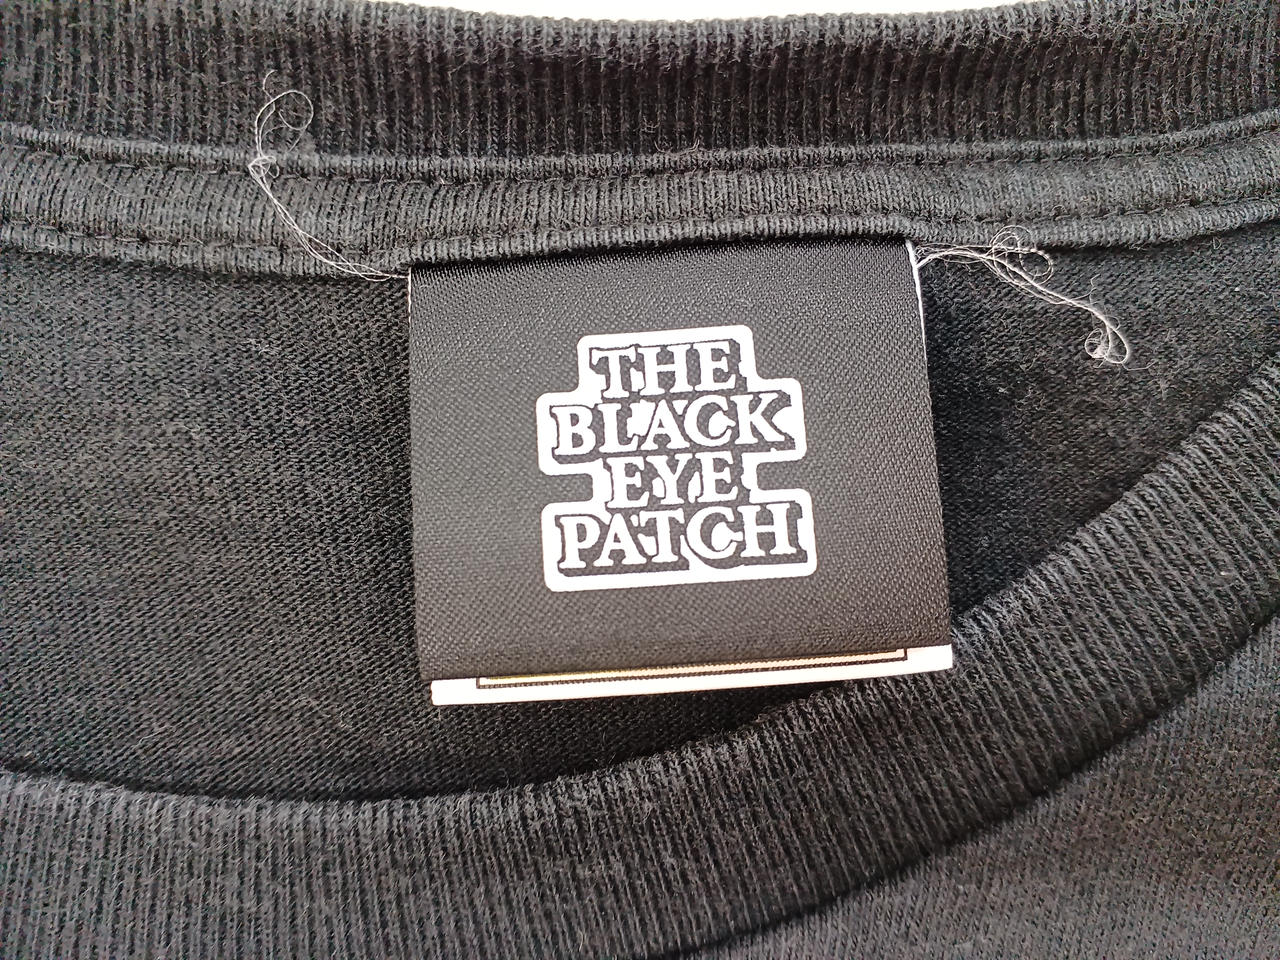 THE
BLACK
EYE
PATCH